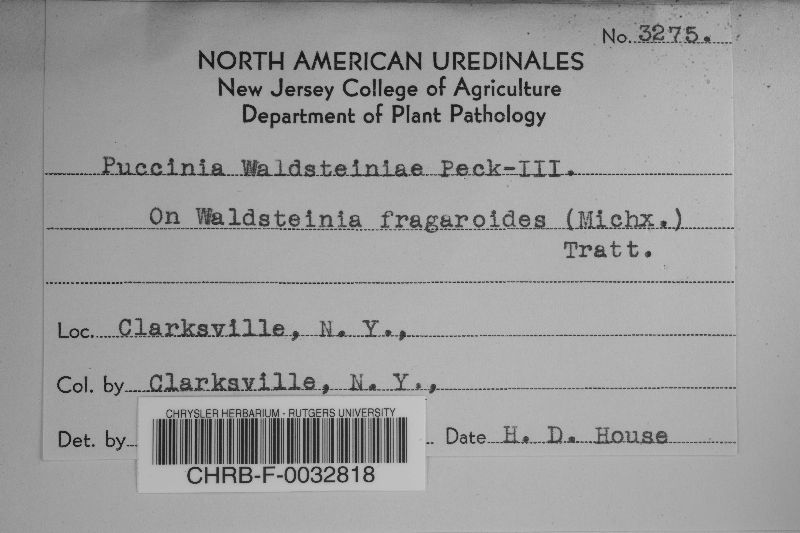 No. 3275.
NORTH AMERICAN UREDINALES
New Jersey College of Agriculture
Department of Plant Pathology
Puccinia Waldsteiniae Peck-III.
On Waldsteinia fragaroides (Michx.)
Tratt.
Loc. Clarksville, N. Y.,
Col. by Clarksville, N. Y.,
Det. by Date H. D. House
CHRYSLER HERBARIUM - RUTGERS UNIVERSITY
CHRB-F-0032818